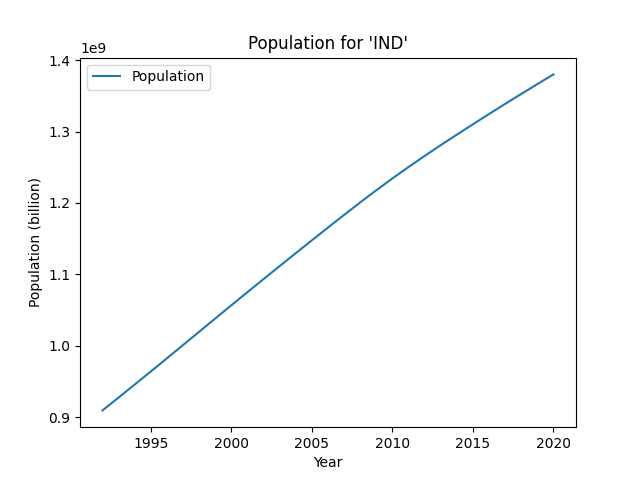 Population for 'IND'
1e9
Population
1.4
1.3
1.2
1.1
1.0
0.9
Population (billion)
1995 2000 2005 2010 2015 2020
Year